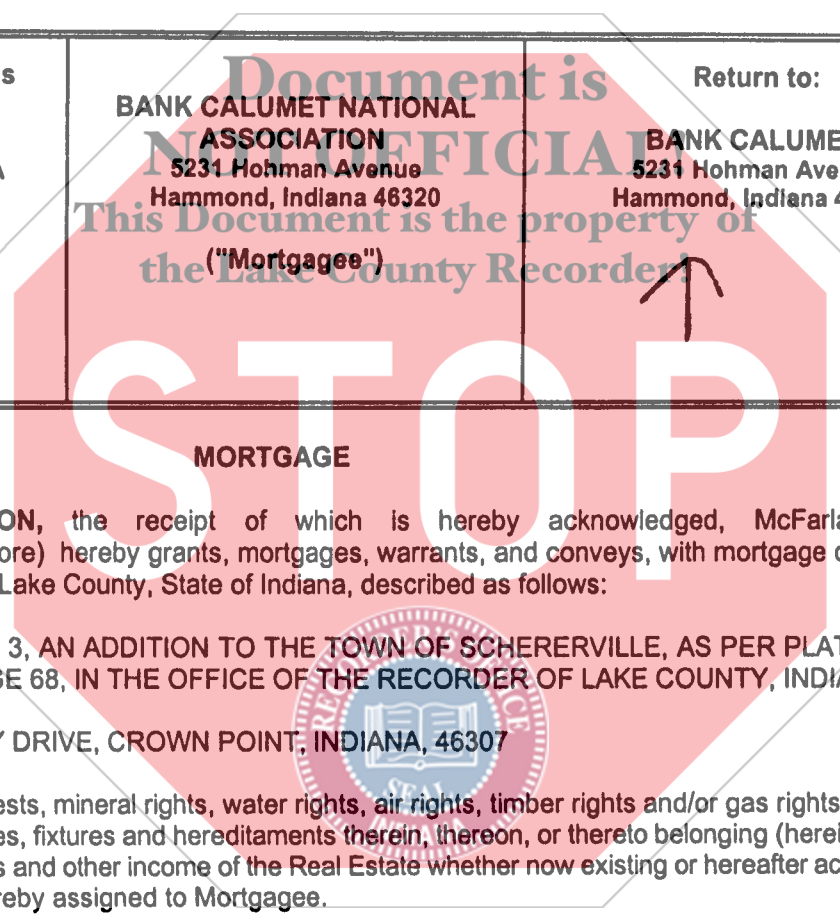 s
BANK CALUMET NATIONAL
ASSOCIATION
5231 Hohman Avenue
Hammond, Indiana 46320
("Mortgagee")
Return to:
BANK CALUME
5231 Hohman Ave
Hammond, Indiana 4
Document is
NOT OFFICIAL
This Document is the property of
the Lake County Recorder!
STOP
MORTGAGE
ON, the receipt of which is hereby acknowledged, McFarla
ore) hereby grants, mortgages, warrants, and conveys, with mortgage
Lake County, State of Indiana, described as follows:
3, AN ADDITION TO THE TOWN OF SCHERERVILLE, AS PER PLAT
GE 68, IN THE OFFICE OF THE RECORDER OF LAKE COUNTY, INDIA
Y DRIVE, CROWN POINT, INDIANA, 46307
ests, mineral rights, water rights, air rights, timber rights and/or gas rights,
es, fixtures and hereditaments therein, thereon, or thereto belonging (herei
s and other income of the Real Estate whether now existing or hereafter ac
reby assigned to Mortgagee.
RECORDER'S OFFICE
SEAL
INDIANA